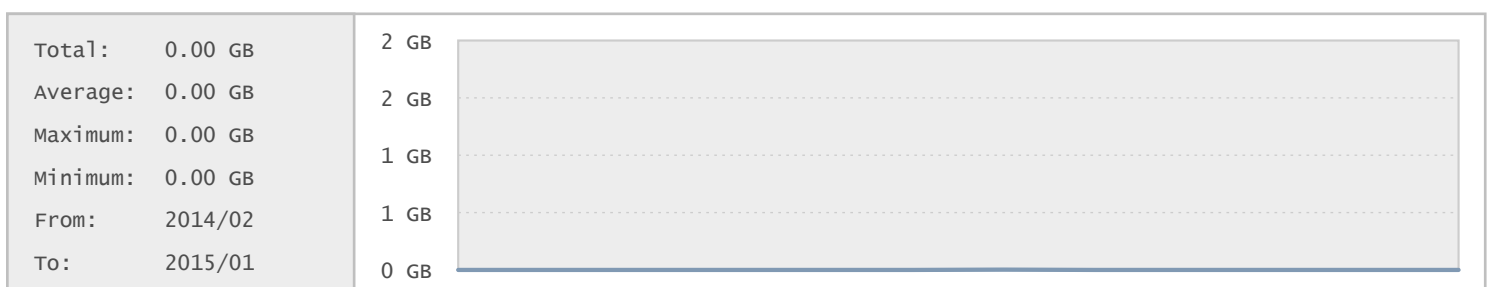 Total: 0.00 GB
Average: 0.00 GB
Maximum: 0.00 GB
Minimum: 0.00 GB
From: 2014/02
To: 2015/01
2 GB
2 GB
1 GB
1 GB
0 GB